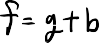 f = g + b